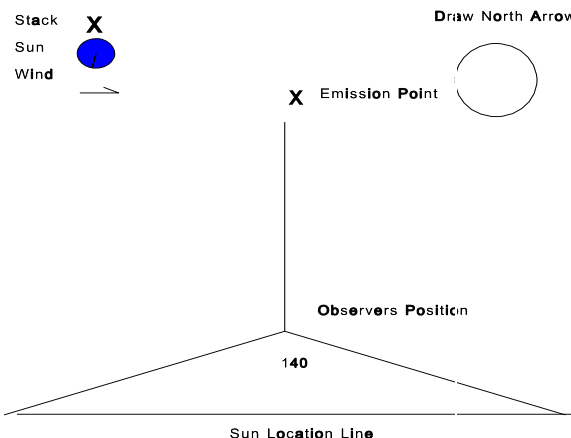 Stack X
Draw North Arrow
Sun
Wind
X Emission Point
Observers Position
140
Sun Location Line